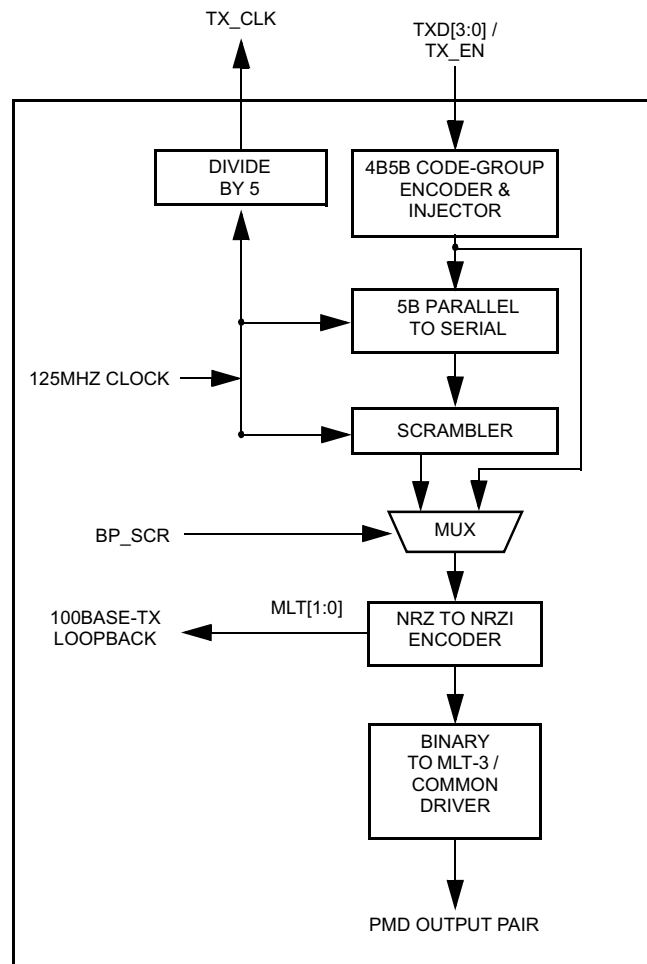 TX_CLK
TXD[3:0] /
TX_EN
DIVIDE
BY 5
4B5B CODE-GROUP
ENCODER &
INJECTOR
5B PARALLEL
TO SERIAL
125MHZ CLOCK
SCRAMBLER
BP_SCR
MUX
100BASE-TX
LOOPBACK
MLT[1:0]
NRZ TO NRZI
ENCODER
BINARY
TO MLT-3 /
COMMON
DRIVER
PMD OUTPUT PAIR